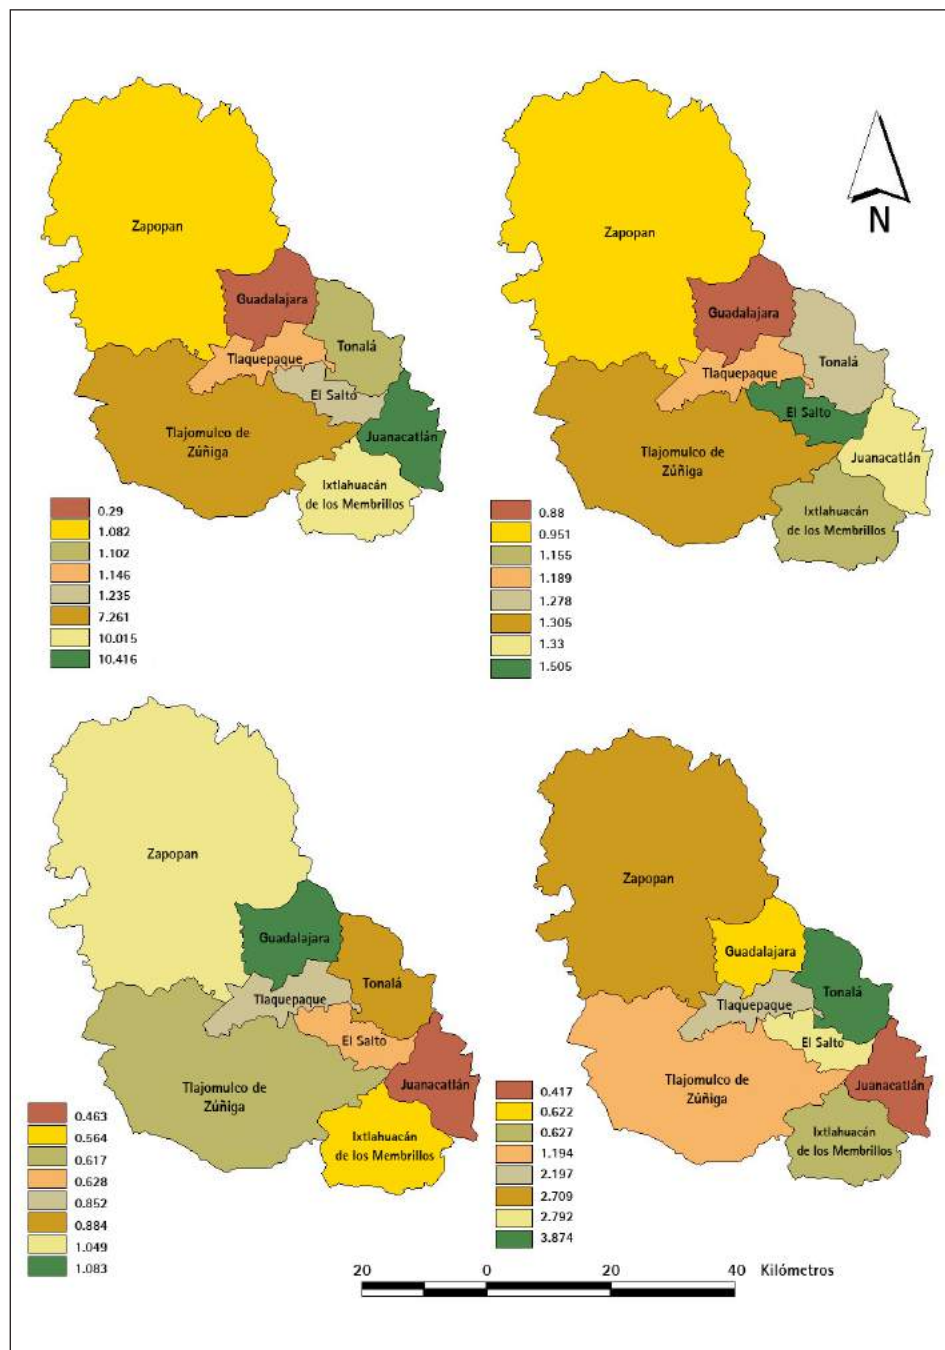 Zapopan
Guadalajara
Tlaquepaque
Tonalá
El Salto
Juanacatlán
Tlajomulco de
Zúñiga
Ixtlahuacán
de los Membrillos
0.29
1.082
1.102
1.146
1.235
7.261
10.015
10.416
Zapopan
N
Guadalajara
Tlaquepaque
Tonalá
El Salto
Juanacatlán
Tlajomulco de
Zúñiga
Ixtlahuacán
de los Membrillos
0.88
0.951
1.155
1.189
1.278
1.305
1.33
1.505
Zapopan
Guadalajara
Tlaquepaque
Tonalá
El Salto
Juanacatlán
Tlajomulco de
Zúñiga
Ixtlahuacán
de los Membrillos
0.463
0.564
0.617
0.628
0.852
0.884
1.049
1.083
Zapopan
Guadalajara
Tlaquepaque
Tonalá
El Salto
Juanacatlán
Tlajomulco de
Zúñiga
Ixtlahuacán
de los Membrillos
0.417
0.622
0.627
1.194
2.197
2.709
2.792
3.874
20 0 20 40 Kilómetros